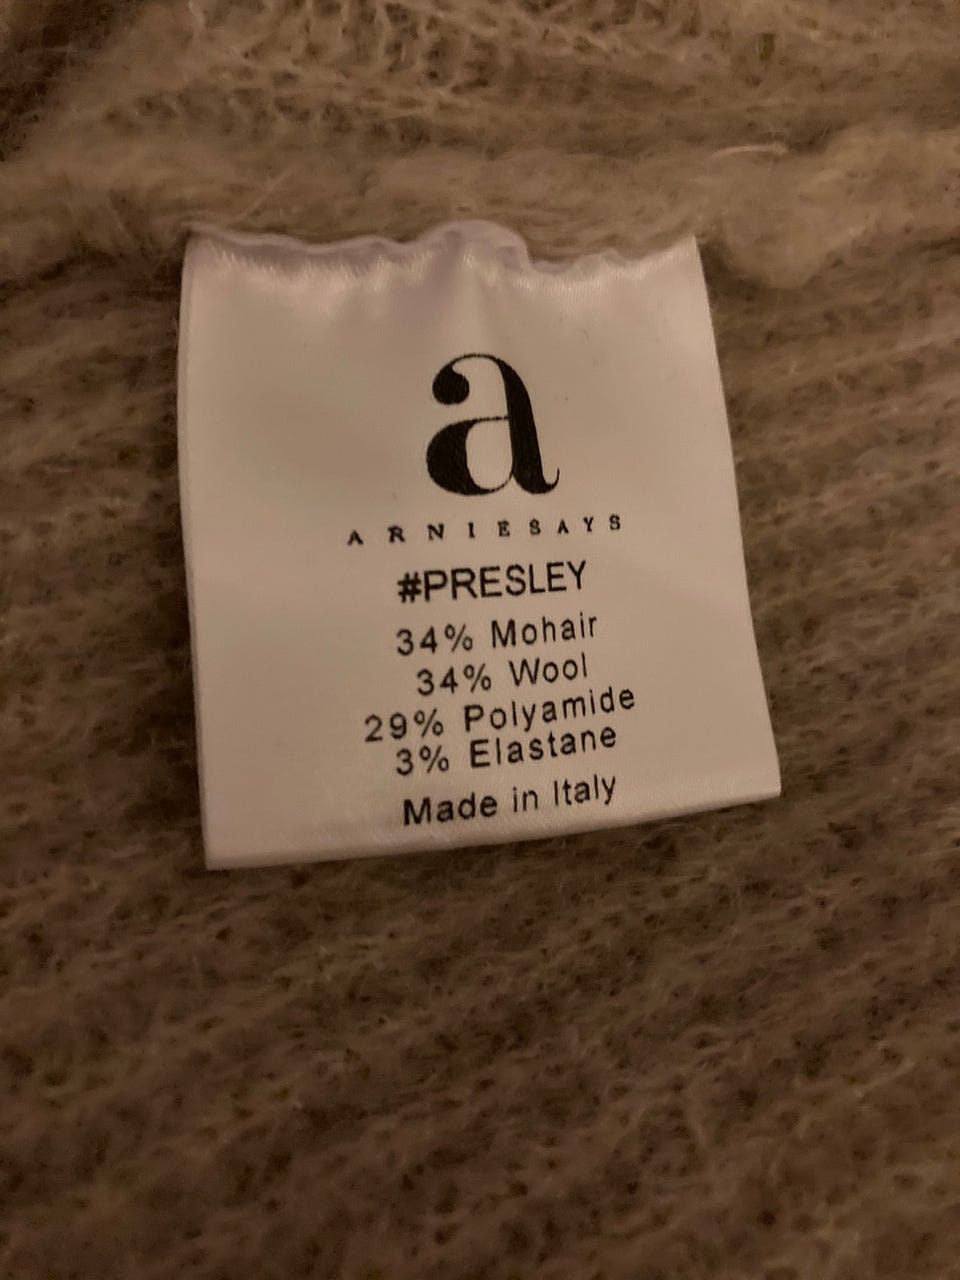 a
ARNIESAYS
#PRESLEY
34% Mohair
34% Wool
29% Polyamide
3% Elastane
Made in Italy